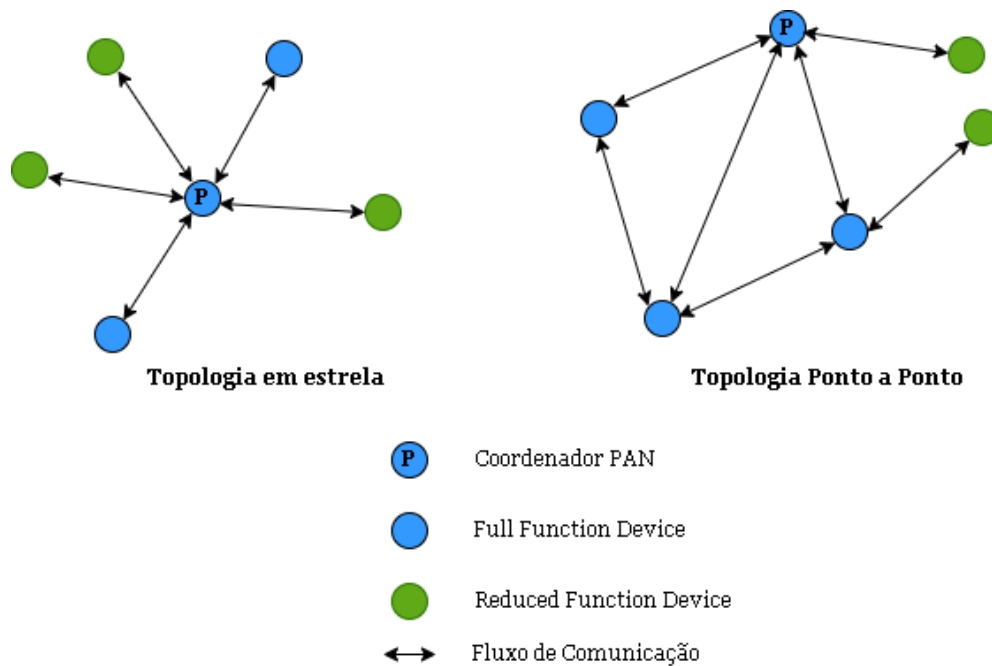 P
P
Topologia em estrela
Topologia Ponto a Ponto
P Coordenador PAN
Full Function Device
Reduced Function Device
Fluxo de Comunicação